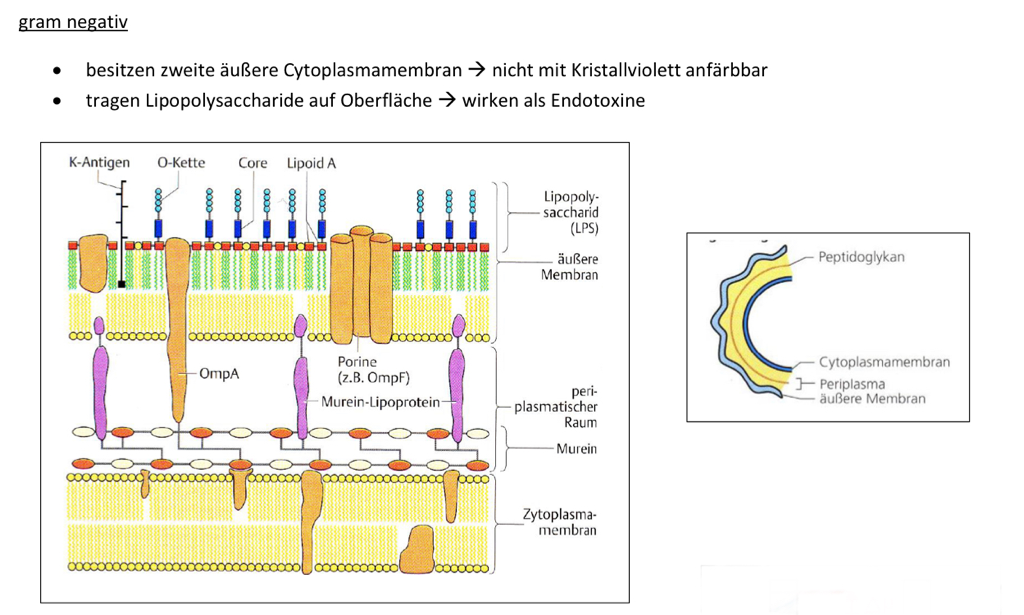 gram negativ
• besitzen zweite äußere Cytoplasmamembran → nicht mit Kristallviolett anfärbbar
• tragen Lipopolysaccharide auf Oberfläche → wirken als Endotoxine
K-Antigen O-Kette Core Lipoid A
Lipopoly-
saccharid
(LPS)
äußere
Membran
OmpA
Porine
(z.B. OmpF)
Murein-Lipoprotein
peri-
plasmatischer
Raum
Murein
Zytoplasma-
membran
Peptidoglykan
Cytoplasmamembran
Periplasma
äußere Membran